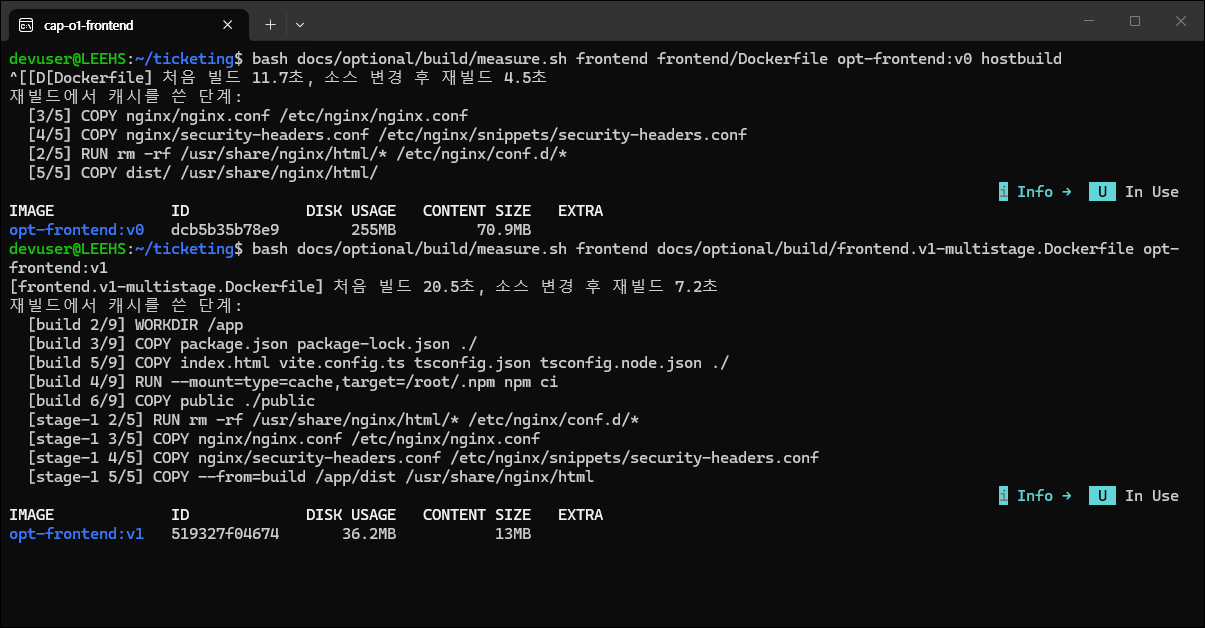 cap-o1-frontend
devuser@LEEHS:~/ticketing$ bash docs/optional/build/measure.sh frontend frontend/Dockerfile opt-frontend:v0 hostbuild
^[[D[Dockerfile] 처음 빌드 11.7초, 소스 변경 후 재빌드 4.5초
재빌드에서 캐시를 쓴 단계:
[3/5] COPY nginx/nginx.conf /etc/nginx/nginx.conf
[4/5] COPY nginx/security-headers.conf /etc/nginx/snippets/security-headers.conf
[2/5] RUN rm -rf /usr/share/nginx/html/* /etc/nginx/conf.d/*
[5/5] COPY dist/ /usr/share/nginx/html/
i Info → U In Use
IMAGE ID DISK USAGE CONTENT SIZE EXTRA
opt-frontend:v0 dcb5b35b78e9 255MB 70.9MB
devuser@LEEHS:~/ticketing$ bash docs/optional/build/measure.sh frontend docs/optional/build/frontend.v1-multistage.Dockerfile opt-
frontend:v1
[frontend.v1-multistage.Dockerfile] 처음 빌드 20.5초, 소스 변경 후 재빌드 7.2초
재빌드에서 캐시를 쓴 단계:
[build 2/9] WORKDIR /app
[build 3/9] COPY package.json package-lock.json ./
[build 5/9] COPY index.html vite.config.ts tsconfig.json tsconfig.node.json ./
[build 4/9] RUN --mount=type=cache,target=/root/.npm npm ci
[build 6/9] COPY public ./public
[stage-1 2/5] RUN rm -rf /usr/share/nginx/html/* /etc/nginx/conf.d/*
[stage-1 3/5] COPY nginx/nginx.conf /etc/nginx/nginx.conf
[stage-1 4/5] COPY nginx/security-headers.conf /etc/nginx/snippets/security-headers.conf
[stage-1 5/5] COPY --from=build /app/dist /usr/share/nginx/html
i Info → U In Use
IMAGE ID DISK USAGE CONTENT SIZE EXTRA
opt-frontend:v1 519327f04674 36.2MB 13MB